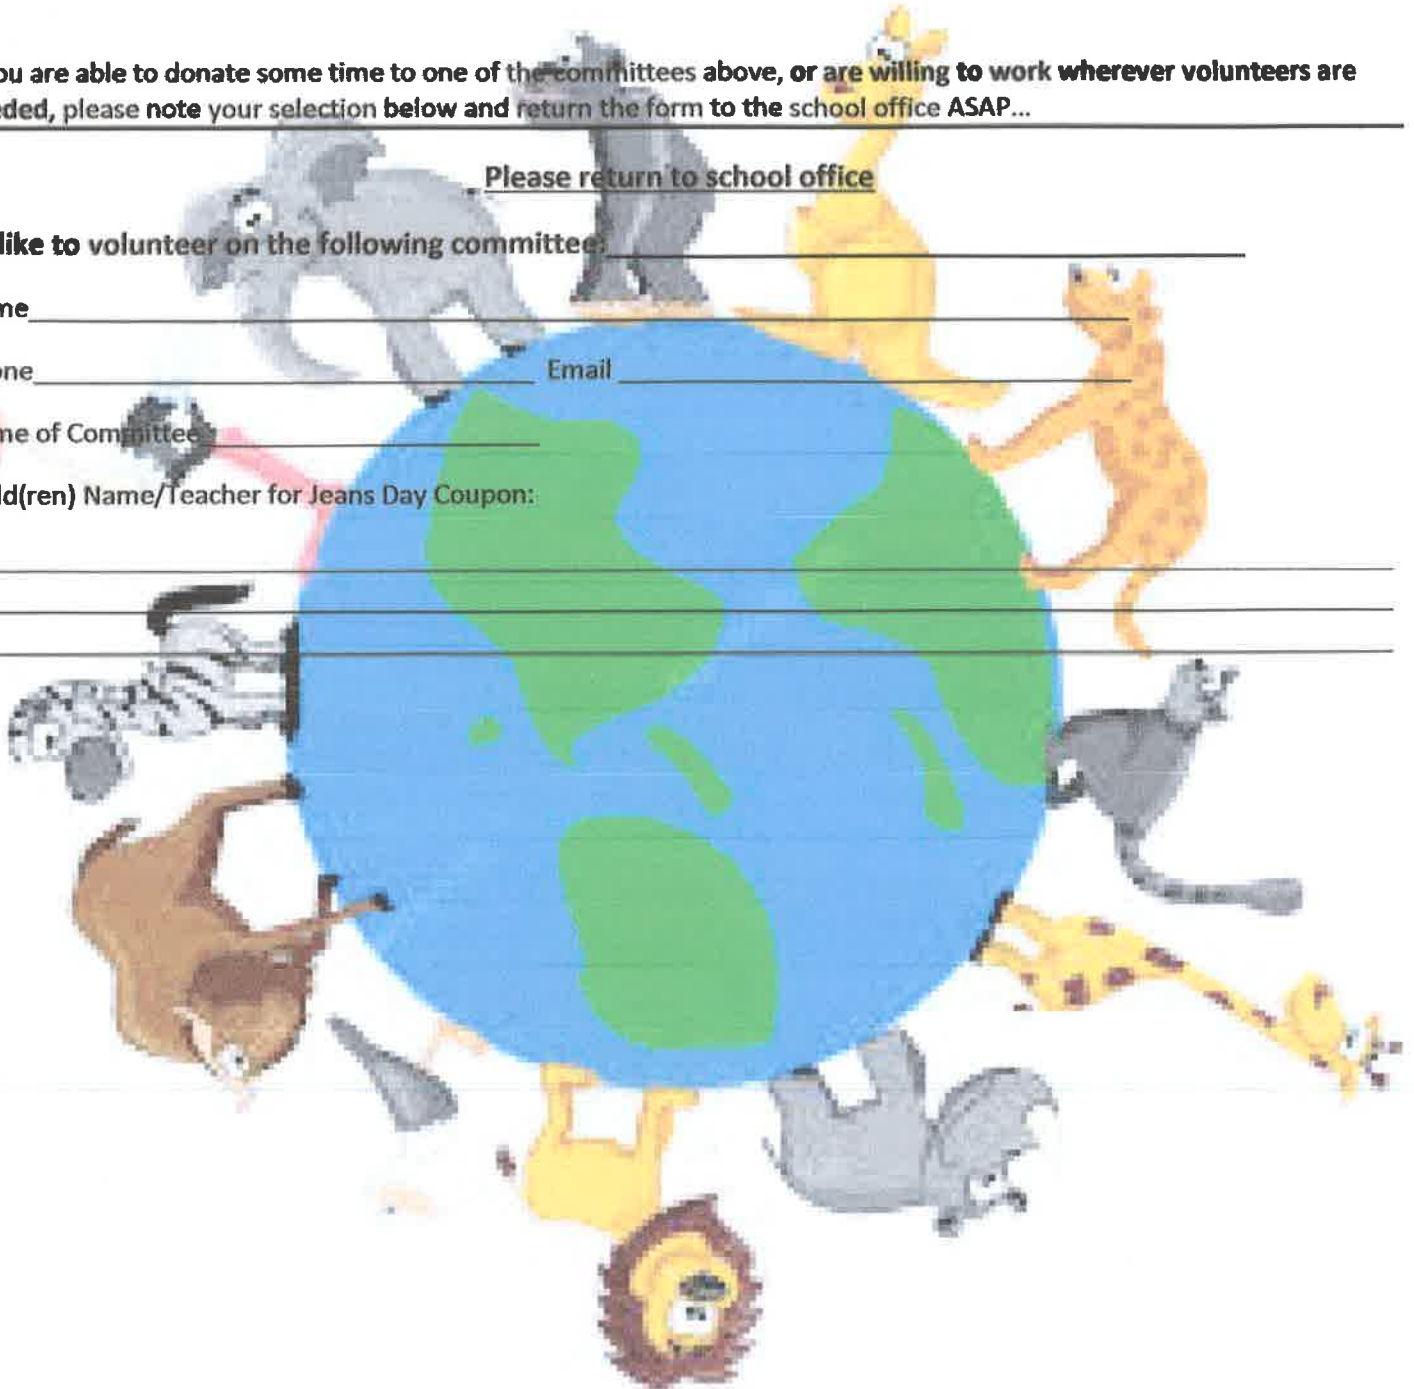 ou are able to donate some time to one of the committees above, or are willing to work wherever volunteers are
ded, please note your selection below and return the form to the school office ASAP...
Please return to school office
like to volunteer on the following committee:
me
one Email
me of Committee
ld(ren) Name/Teacher for Jeans Day Coupon: